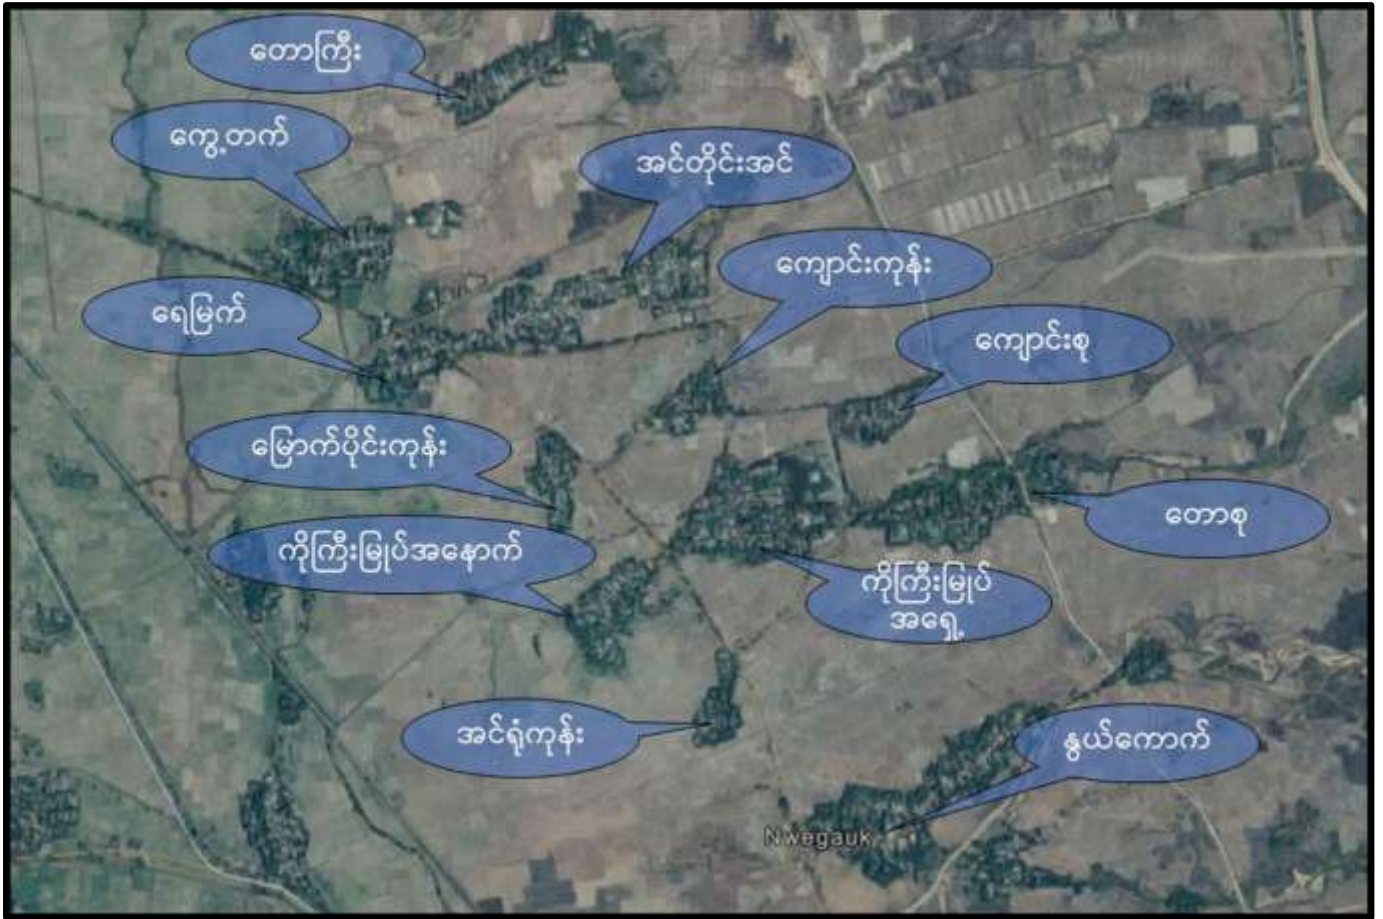 တောကြီး
ကွေ့တက်
အင်တိုင်းအင်
ကျောင်းကုန်း
ရေမြက်
ကျောင်းစု
မြောက်ပိုင်းကုန်း
တောစု
ကိုကြီးမြုပ်အနောက်
ကိုကြီးမြုပ်
အရှေ့
အင်ရုံကုန်း
နွယ်ကောက်
Nwegauk